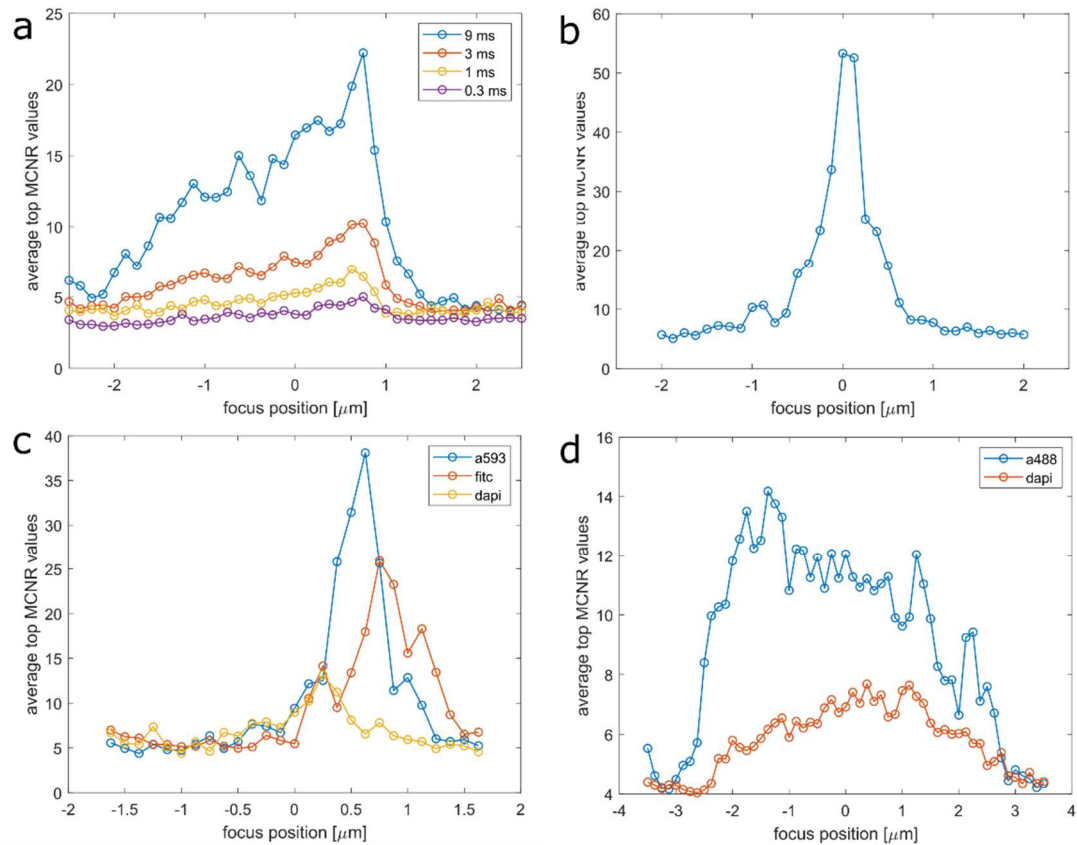 a
25
20
15
10
5
0
average top MCNR values
-2
-1
0
1
2
focus position [μm]
9 ms
3 ms
1 ms
0.3 ms
b
60
50
40
30
20
10
0
average top MCNR values
-2
-1
0
1
2
focus position [μm]
c
40
35
30
25
20
15
10
5
0
average top MCNR values
-2
-1.5
-1
-0.5
0
0.5
1
1.5
2
focus position [μm]
a593
fitc
dapi
d
16
14
12
10
8
6
4
average top MCNR values
-4
-3
-2
-1
0
1
2
3
4
focus position [μm]
a488
dapi